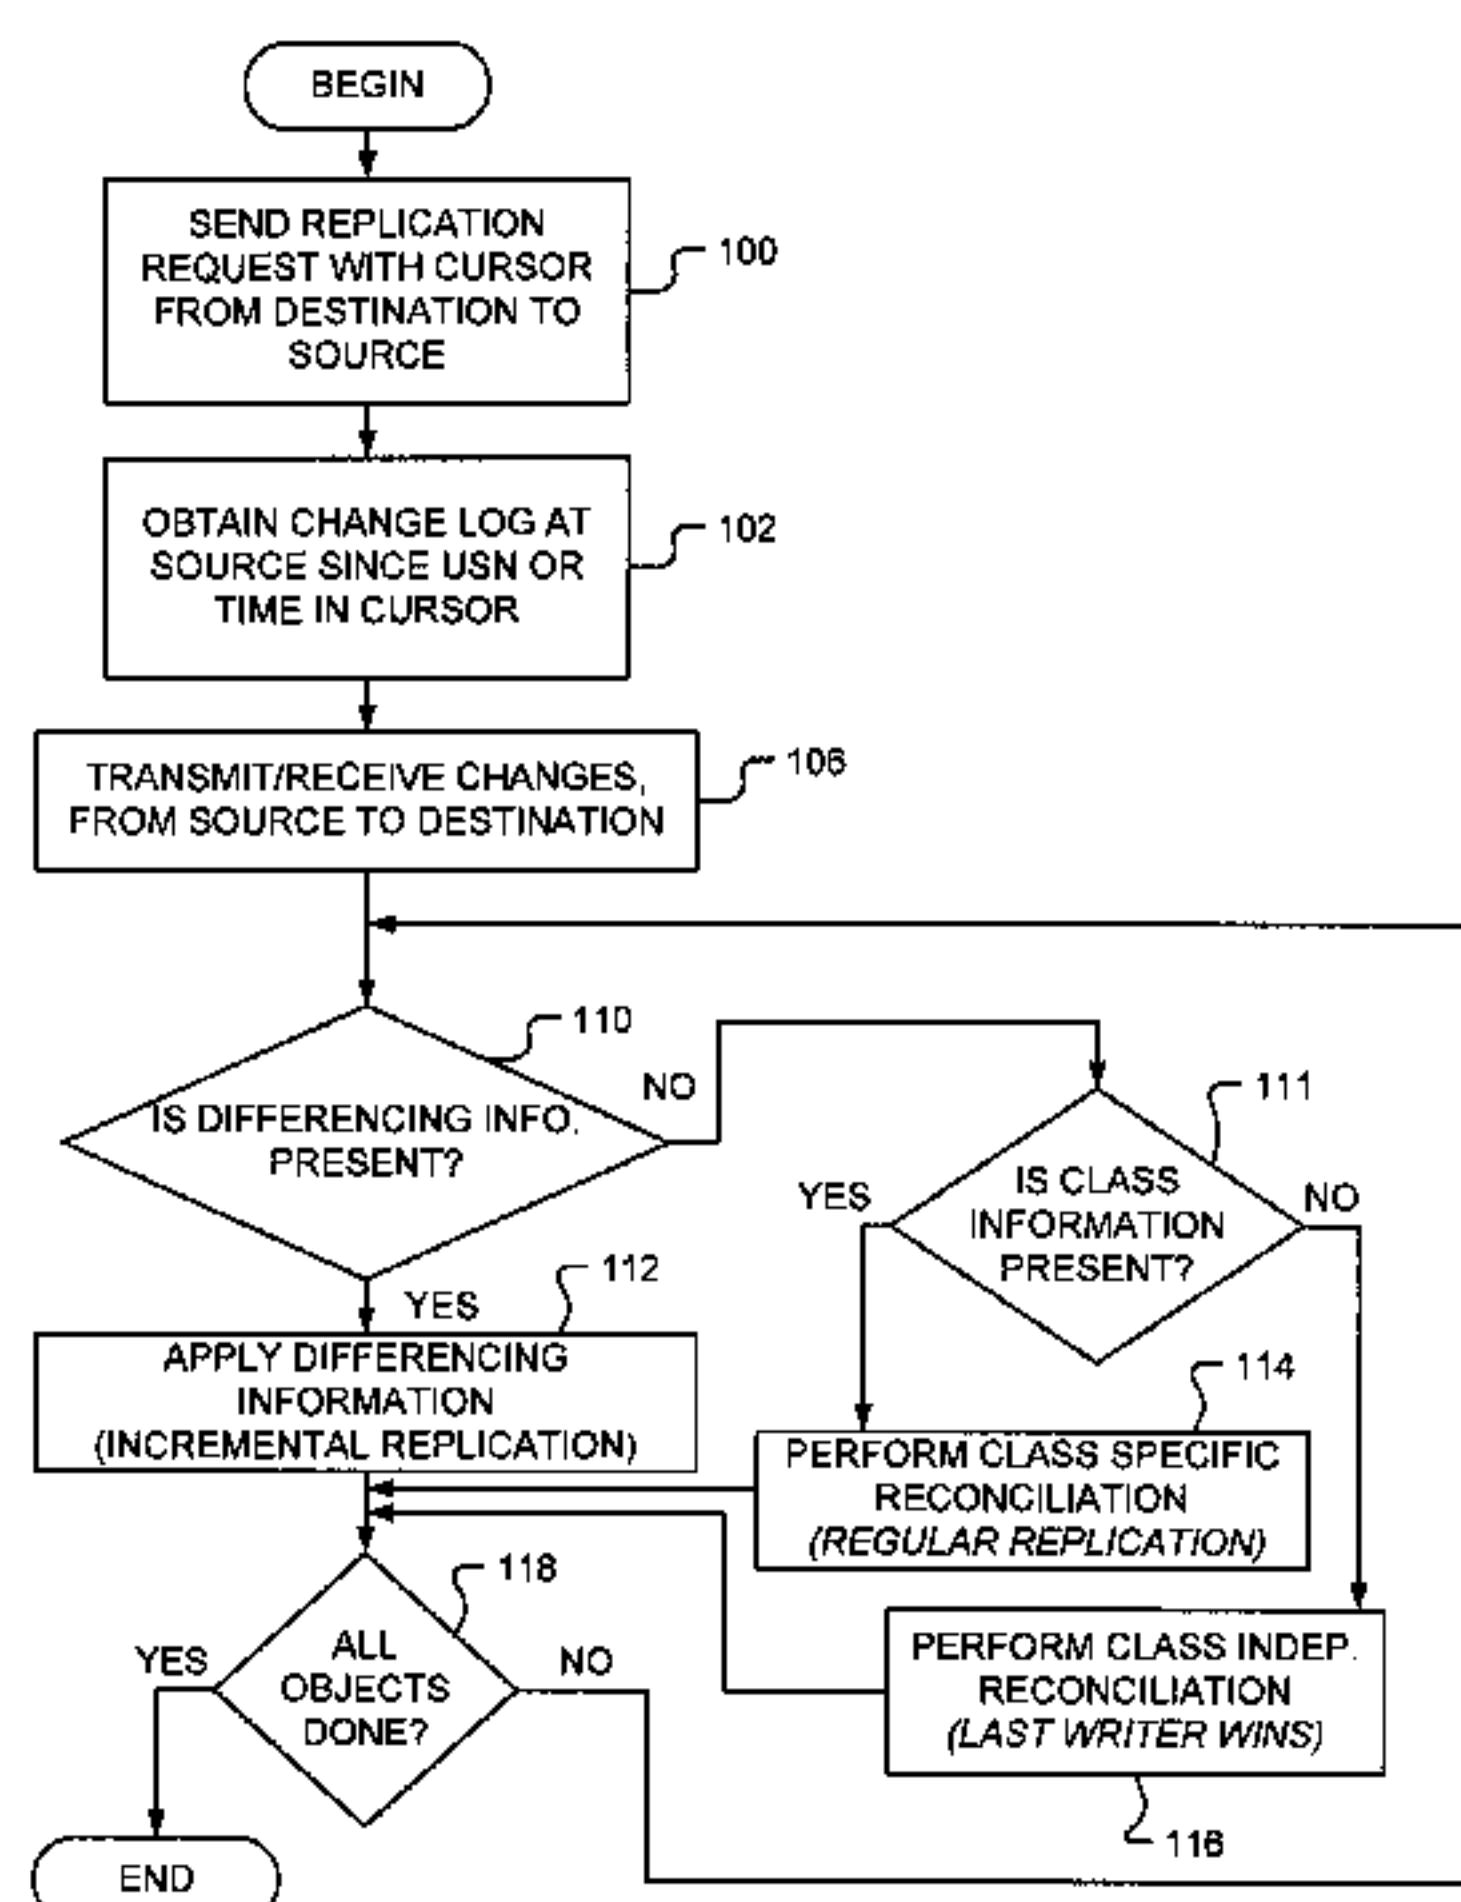 BEGIN
SEND REPLICATION
REQUEST WITH CURSOR
FROM DESTINATION TO
SOURCE
100
OBTAIN CHANGE LOG AT
SOURCE SINCE USN OR
TIME IN CURSOR
102
TRANSMIT/RECEIVE CHANGES,
FROM SOURCE TO DESTINATION
106
110
NO
IS DIFFERENCING INFO.
PRESENT?
111
YES
IS CLASS
INFORMATION
PRESENT?
NO
YES
112
APPLY DIFFERENCING
INFORMATION
(INCREMENTAL REPLICATION)
114
PERFORM CLASS SPECIFIC
RECONCILIATION
(REGULAR REPLICATION)
118
YES
ALL
OBJECTS
DONE?
NO
PERFORM CLASS INDEP.
RECONCILIATION
(LAST WRITER WINS)
116
END